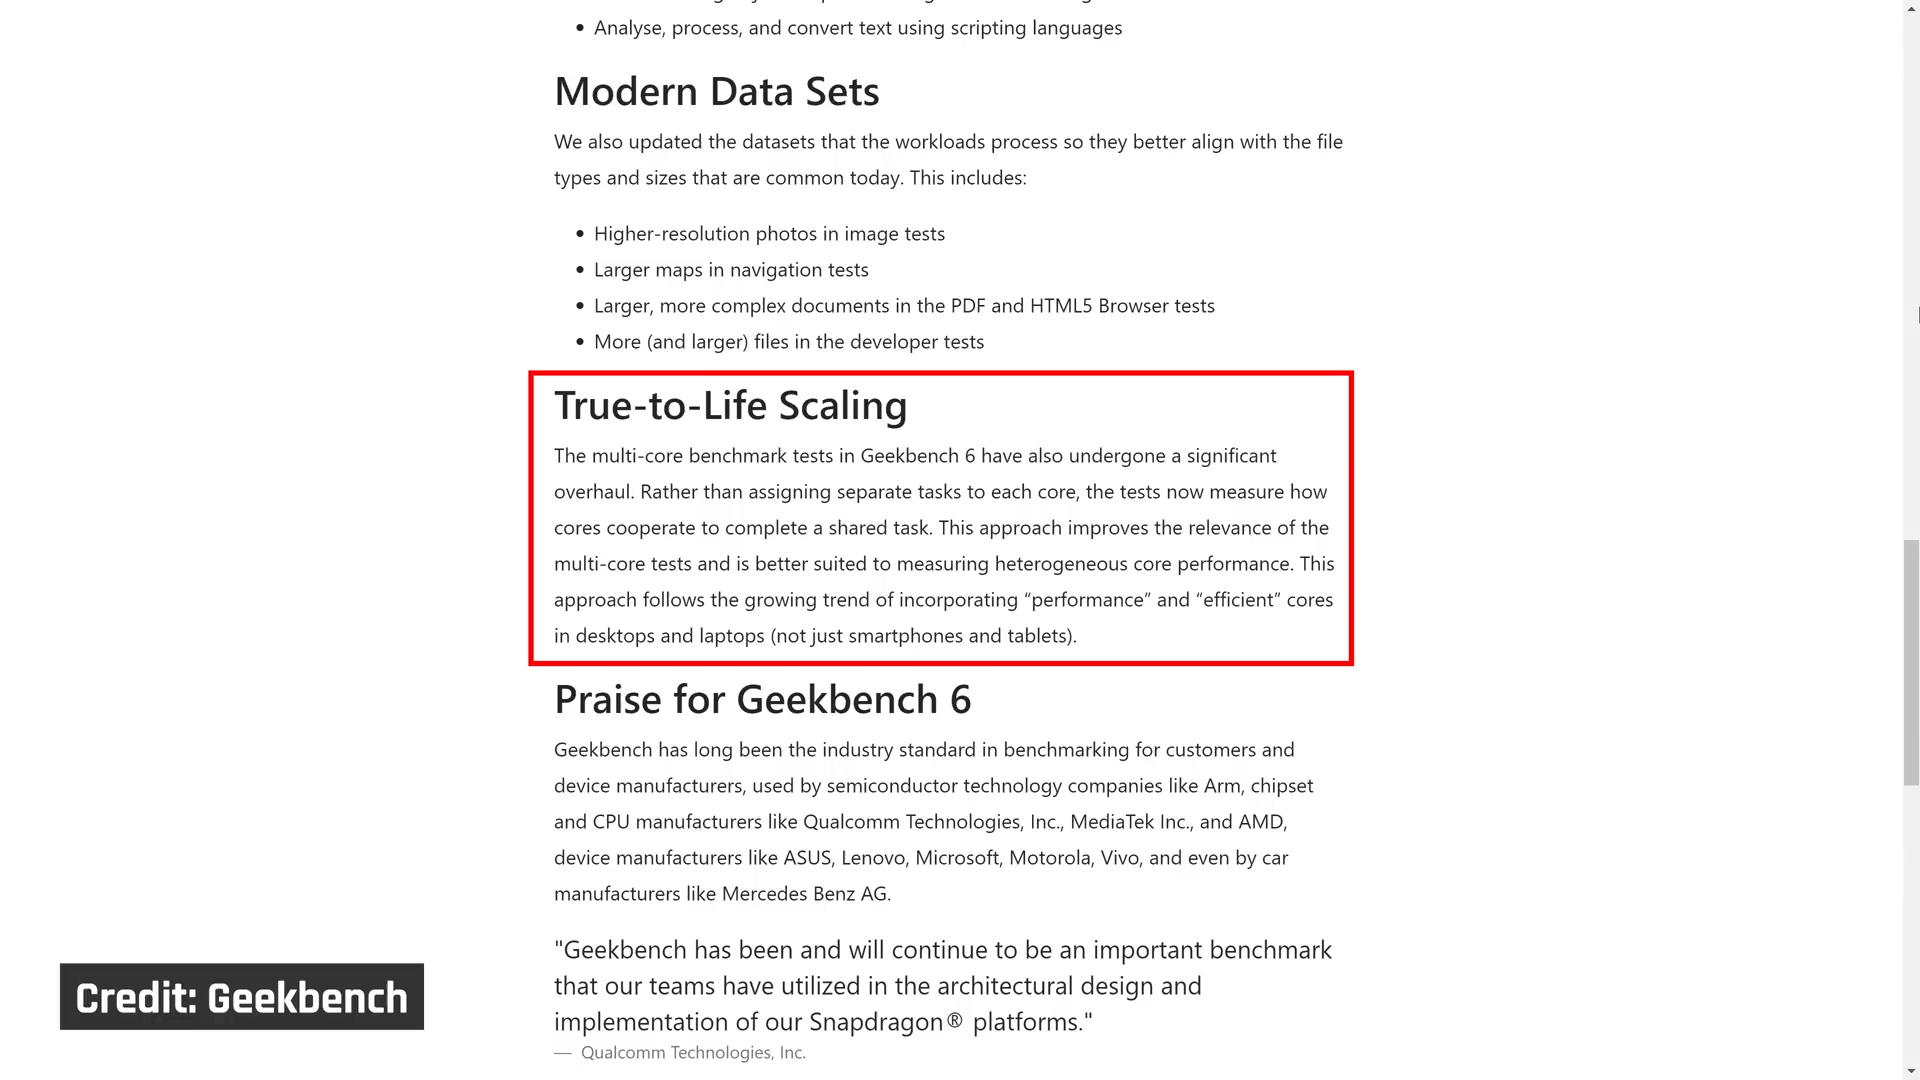 • Analyse, process, and convert text using scripting languages
Modern Data Sets
We also updated the datasets that the workloads process so they better align with the file
types and sizes that are common today. This includes:
• Higher-resolution photos in image tests
• Larger maps in navigation tests
• Larger, more complex documents in the PDF and HTML5 Browser tests
• More (and larger) files in the developer tests
True-to-Life Scaling
The multi-core benchmark tests in Geekbench 6 have also undergone a significant
overhaul. Rather than assigning separate tasks to each core, the tests now measure how
cores cooperate to complete a shared task. This approach improves the relevance of the
multi-core tests and is better suited to measuring heterogeneous core performance. This
approach follows the growing trend of incorporating “performance” and “efficient” cores
in desktops and laptops (not just smartphones and tablets).
Praise for Geekbench 6
Geekbench has long been the industry standard in benchmarking for customers and
device manufacturers, used by semiconductor technology companies like Arm, chipset
and CPU manufacturers like Qualcomm Technologies, Inc., MediaTek Inc., and AMD,
device manufacturers like ASUS, Lenovo, Microsoft, Motorola, Vivo, and even by car
manufacturers like Mercedes Benz AG.
"Geekbench has been and will continue to be an important benchmark
that our teams have utilized in the architectural design and
implementation of our Snapdragon® platforms."
— Qualcomm Technologies, Inc.
Credit: Geekbench